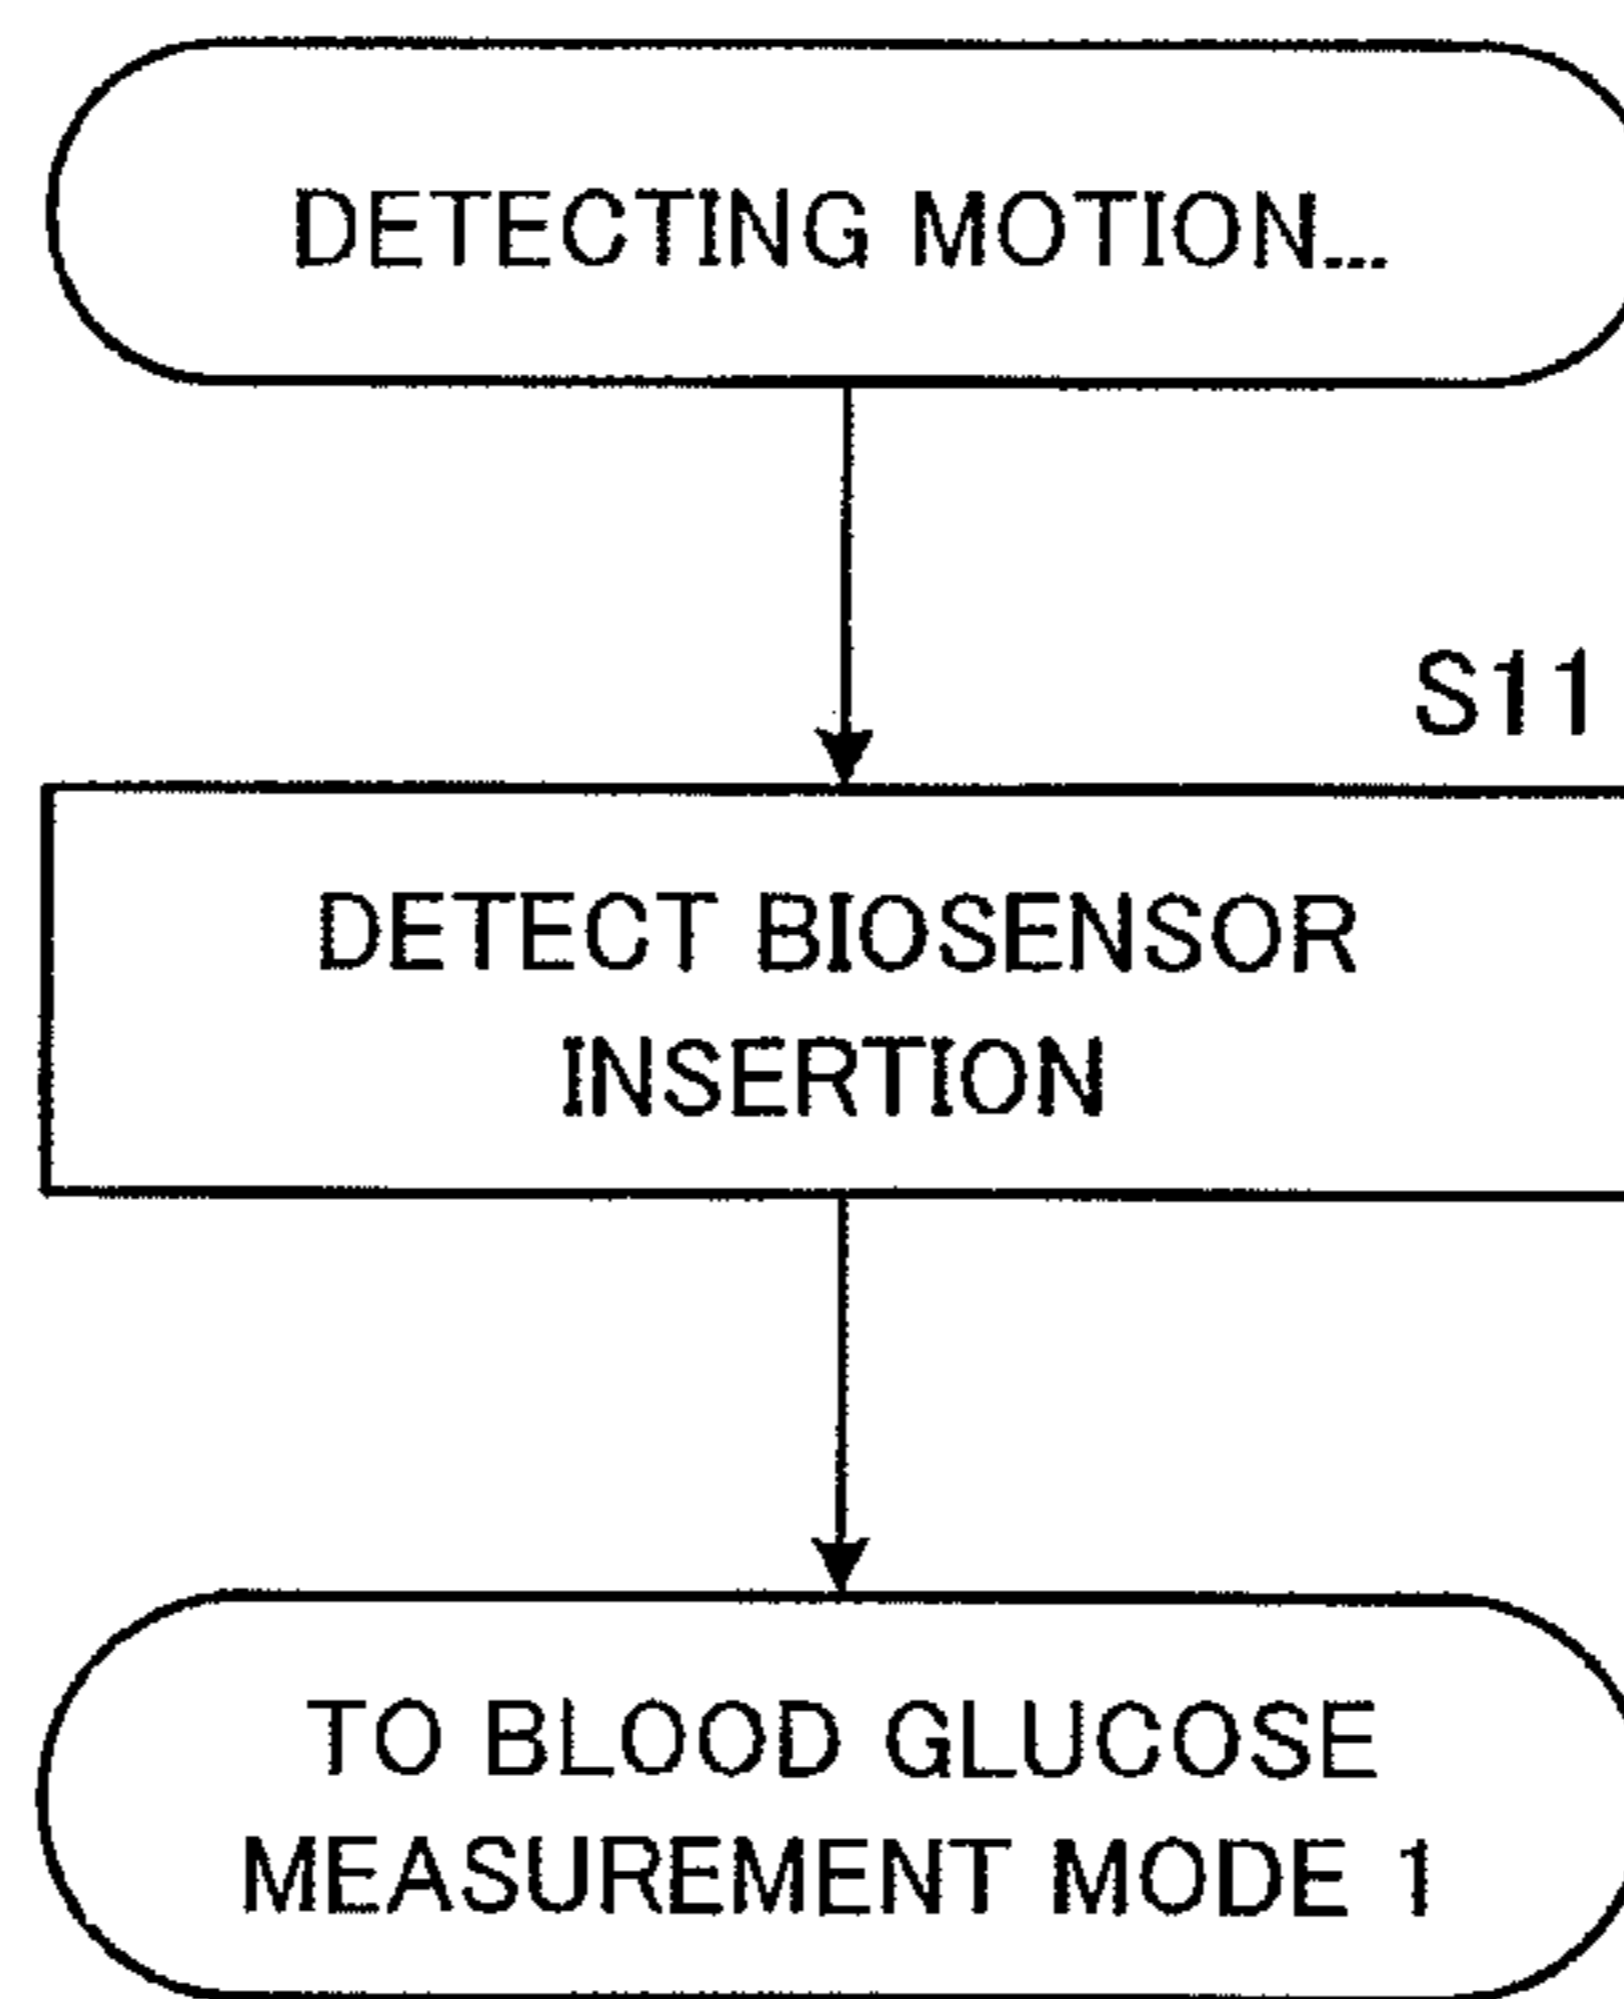 DETECTING MOTION...
S11
DETECT BIOSENSOR
INSERTION
TO BLOOD GLUCOSE
MEASUREMENT MODE 1